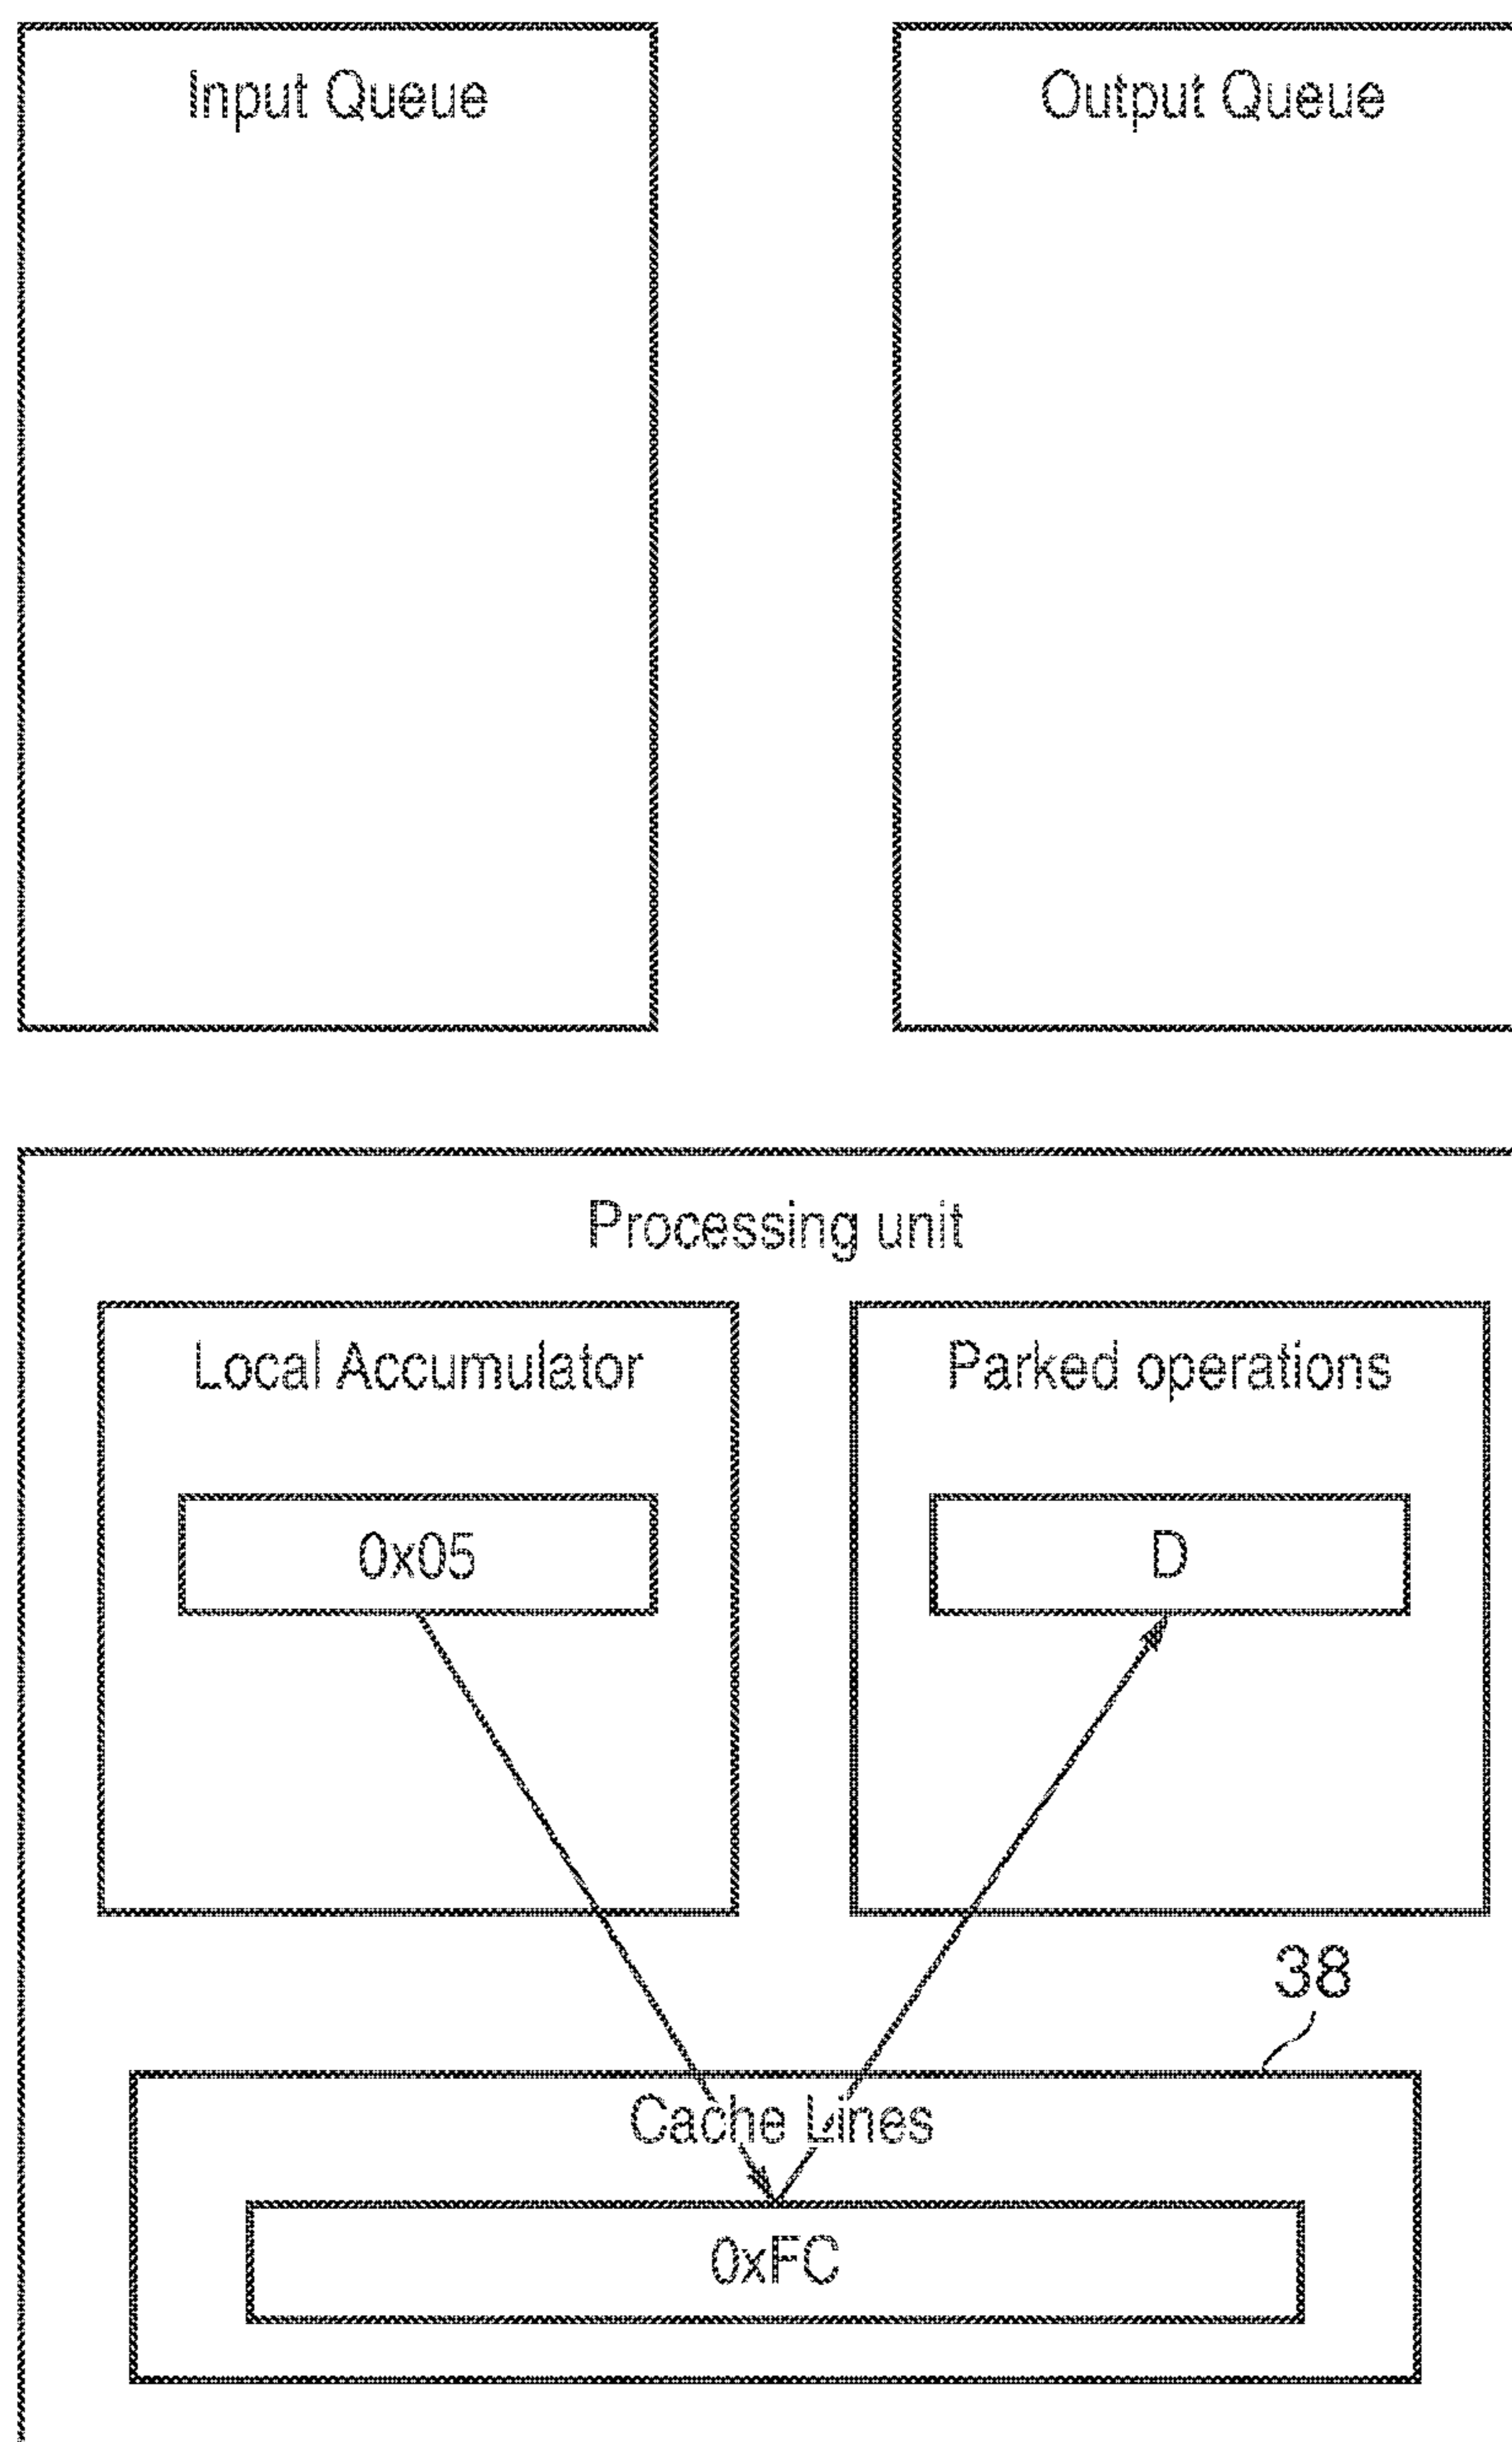 Input Queue
Output Queue
Processing unit
Local Accumulator
Parked operations
0x05
D
38
Cache Lines
0xFC